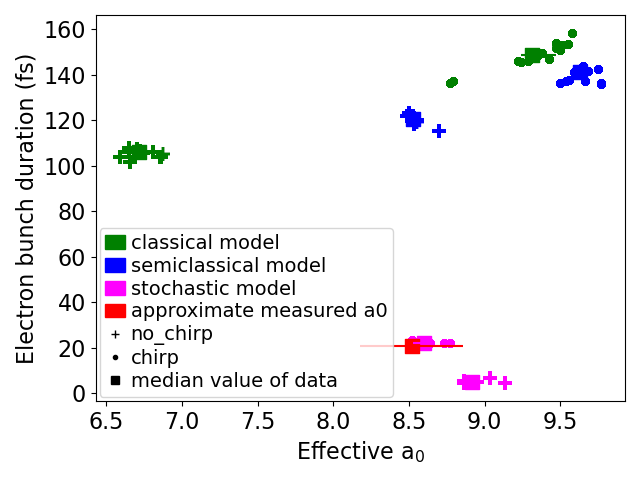 160
140
120
100
80
60
40
20
0
Electron bunch duration (fs)
classical model
semiclassical model
stochastic model
approximate measured a0
no_chirp
chirp
median value of data
6.5 7.0 7.5 8.0 8.5 9.0 9.5
Effective a₀